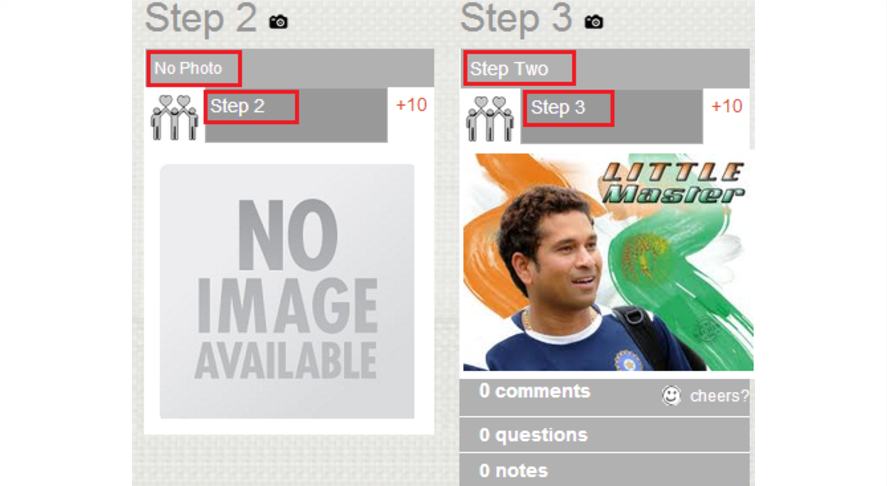 Step 2
No Photo
Step 2
+10
NO
IMAGE
AVAILABLE
Step 3
Step Two
Step 3
+10
LITTLE
Master
0 comments
cheers?
0 questions
0 notes